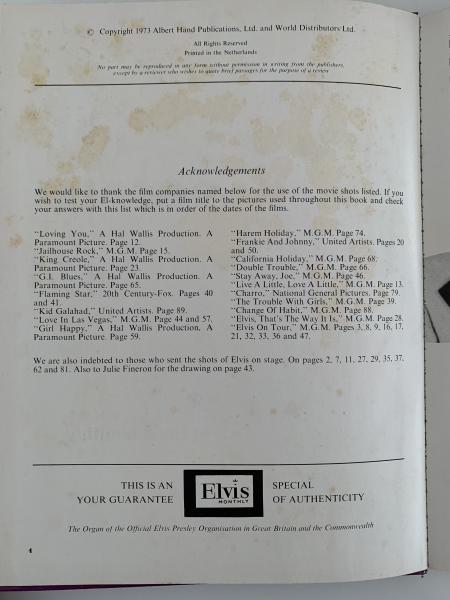 © Copyright 1973 Albert Hand Publications, Ltd. and World Distributors Ltd.
All Rights Reserved
Printed in the Netherlands
No part may be reproduced in any form without permission in writing from the publishers,
except by a reviewer who wishes to quote brief passages for the purpose of a review
Acknowledgements
We would like to thank the film companies named below for the use of the movie shots listed. If you
wish to test your El-knowledge, put a film title to the pictures used throughout this book and check
your answers with this list which is in order of the dates of the films.
"Loving You," A Hal Wallis Production. A
Paramount Picture. Page 12.
"Jailhouse Rock," M.G.M. Page 15.
"King Creole," A Hal Wallis Production. A
Paramount Picture. Page 23.
"G.I. Blues," A Hal Wallis Production. A
Paramount Picture. Page 65.
"Flaming Star," 20th Century-Fox. Pages 40
and 41.
"Kid Galahad," United Artists. Page 89.
"Love In Las Vegas," M.G.M. Page 44 and 57.
"Girl Happy," A Hal Wallis Production. A
Paramount Picture. Page 59.
"Harem Holiday," M.G.M. Page 74.
"Frankie And Johnny," United Artists. Pages 20
and 50.
"California Holiday," M.G.M. Page 68.
"Double Trouble," M.G.M. Page 66.
"Stay Away, Joe," M.G.M. Page 46.
"Live A Little, Love A Little," M.G.M. Page 13.
"Charro," National General Pictures. Page 79.
"The Trouble With Girls," M.G.M. Page 39.
"Change Of Habit," M.G.M. Page 88.
"Elvis, That's The Way It Is," M.G.M. Page 28.
"Elvis On Tour," M.G.M. Pages 3, 8, 9, 16, 17,
21, 32, 33, 36 and 47.
We are also indebted to those who sent the shots of Elvis on stage. On pages 2, 7, 11, 27, 29, 35, 37,
62 and 81. Also to Julie Fineron for the drawing on page 43.
THIS IS AN
YOUR GUARANTEE
Elvis
MONTHLY
SPECIAL
OF AUTHENTICITY
The Organ of the Official Elvis Presley Organisation in Great Britain and the Commonwealth
4